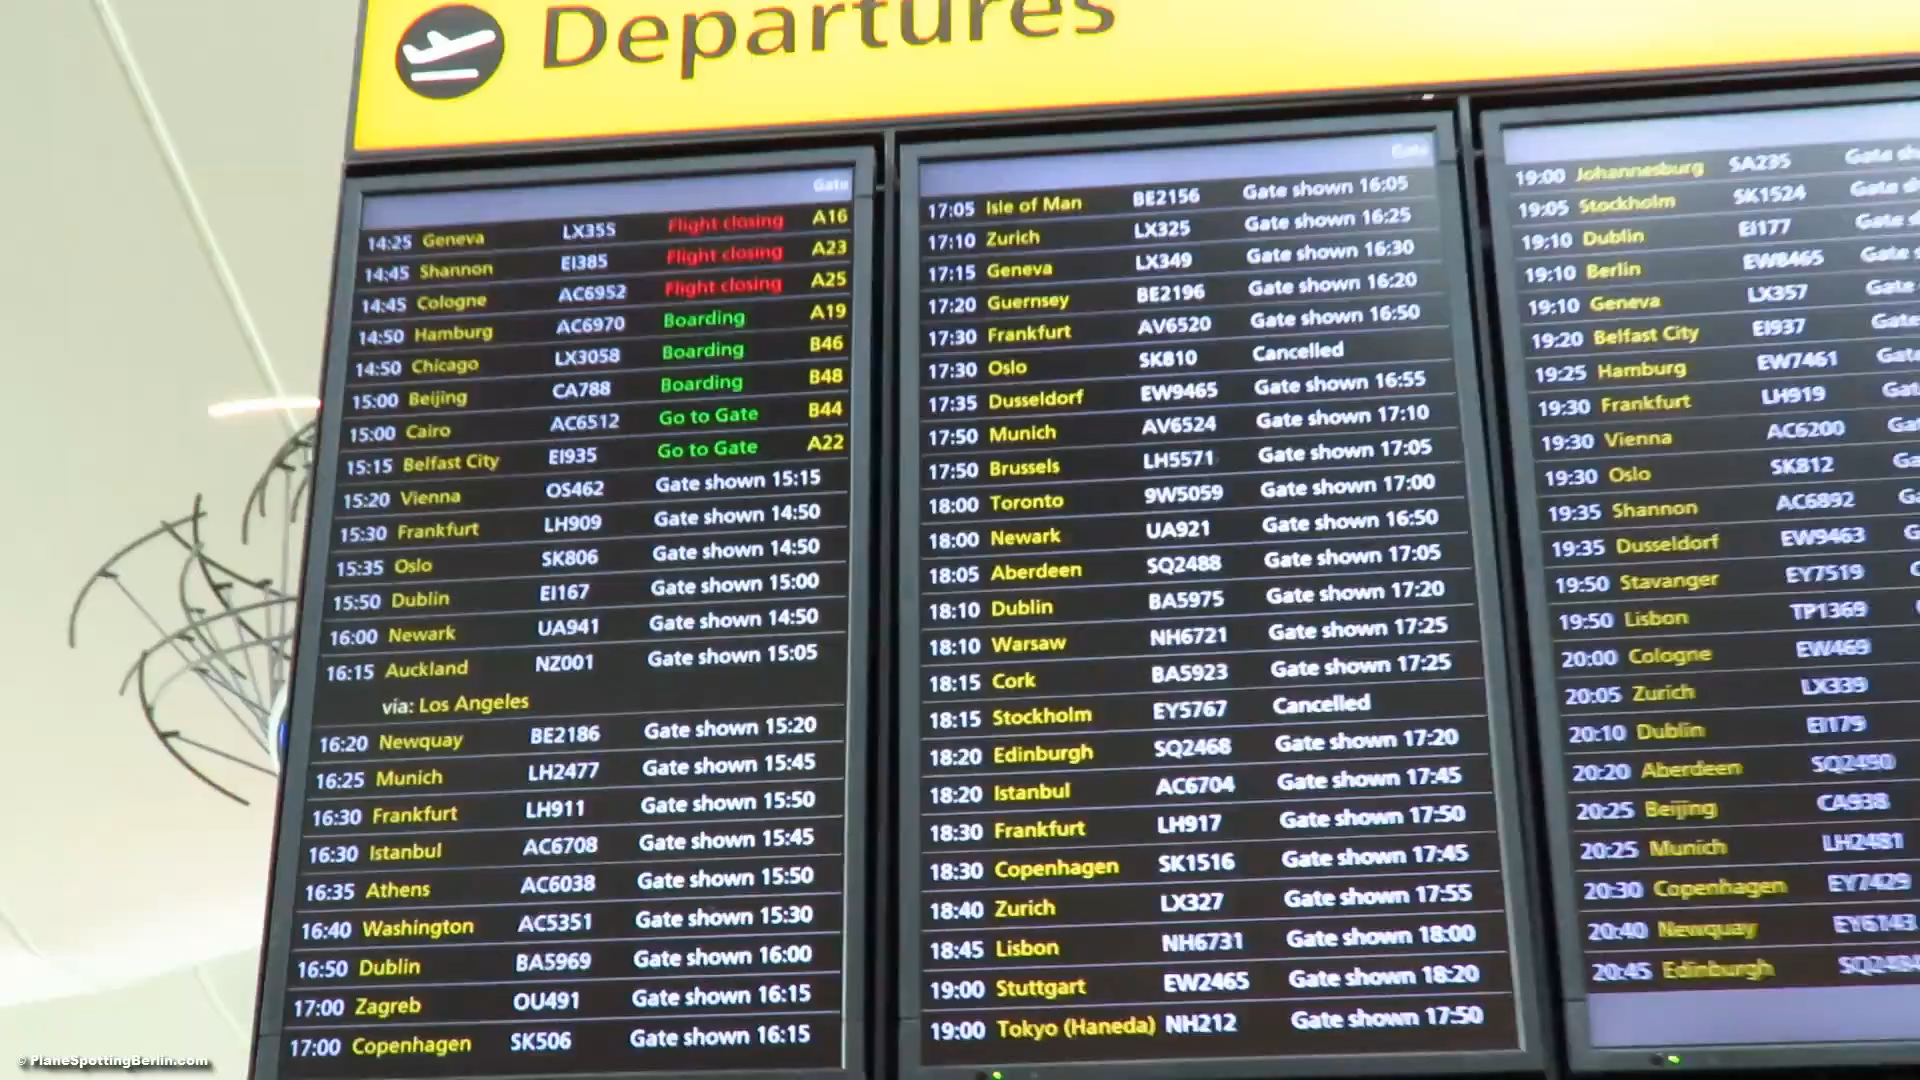 Departures
Gate
14:25 Geneva LX355 Flight closing A16
14:45 Shannon EI385 Flight closing A23
14:45 Cologne AC6952 Flight closing A25
14:50 Hamburg AC6970 Boarding A19
14:50 Chicago LX3058 Boarding B46
15:00 Beijing CA788 Boarding B48
15:00 Cairo AC6512 Go to Gate B44
15:15 Belfast City EI935 Go to Gate A22
15:20 Vienna OS462 Gate shown 15:15
15:30 Frankfurt LH909 Gate shown 14:50
15:35 Oslo SK806 Gate shown 14:50
15:50 Dublin EI167 Gate shown 15:00
16:00 Newark UA941 Gate shown 14:50
16:15 Auckland NZ001 Gate shown 15:05
via: Los Angeles
16:20 Newquay BE2186 Gate shown 15:20
16:25 Munich LH2477 Gate shown 15:45
16:30 Frankfurt LH911 Gate shown 15:50
16:30 Istanbul AC6708 Gate shown 15:45
16:35 Athens AC6038 Gate shown 15:50
16:40 Washington AC5351 Gate shown 15:30
16:50 Dublin BA5969 Gate shown 16:00
17:00 Zagreb OU491 Gate shown 16:15
17:00 Copenhagen SK506 Gate shown 16:15
Gate
17:05 Isle of Man BE2156 Gate shown 16:05
17:10 Zurich LX325 Gate shown 16:25
17:15 Geneva LX349 Gate shown 16:30
17:20 Guernsey BE2196 Gate shown 16:20
17:30 Frankfurt AV6520 Gate shown 16:50
17:30 Oslo SK810 Cancelled
17:35 Dusseldorf EW9465 Gate shown 16:55
17:50 Munich AV6524 Gate shown 17:10
17:50 Brussels LH5571 Gate shown 17:05
18:00 Toronto 9W5059 Gate shown 17:00
18:00 Newark UA921 Gate shown 16:50
18:05 Aberdeen SQ2488 Gate shown 17:05
18:10 Dublin BA5975 Gate shown 17:20
18:10 Warsaw NH6721 Gate shown 17:25
18:15 Cork BA5923 Gate shown 17:25
18:15 Stockholm EY5767 Cancelled
18:20 Edinburgh SQ2468 Gate shown 17:20
18:20 Istanbul AC6704 Gate shown 17:45
18:30 Frankfurt LH917 Gate shown 17:50
18:30 Copenhagen SK1516 Gate shown 17:45
18:40 Zurich LX327 Gate shown 17:55
18:45 Lisbon NH6731 Gate shown 18:00
19:00 Stuttgart EW2465 Gate shown 18:20
19:00 Tokyo (Haneda) NH212 Gate shown 17:50
19:00 Johannesburg SA235 Gate sh
19:05 Stockholm SK1524 Gate s
19:10 Dublin EI177 Gate s
19:10 Berlin EW8465 Gate
19:10 Geneva LX357 Gate
19:20 Belfast City EI937 Gate
19:25 Hamburg EW7461 Gate
19:30 Frankfurt LH919 Gat
19:30 Vienna AC6200 Gat
19:30 Oslo SK812 Ga
19:35 Shannon AC6892 Ga
19:35 Dusseldorf EW9463 G
19:50 Stavanger EY7519
19:50 Lisbon TP1369
20:00 Cologne EW469
20:05 Zurich LX339
20:10 Dublin EI179
20:20 Aberdeen SQ2490
20:25 Beijing CA938
20:25 Munich LH2481
20:30 Copenhagen EY7429
20:40 Newquay EY6143
20:45 Edinburgh
© PlaneSpottingBerlin.com